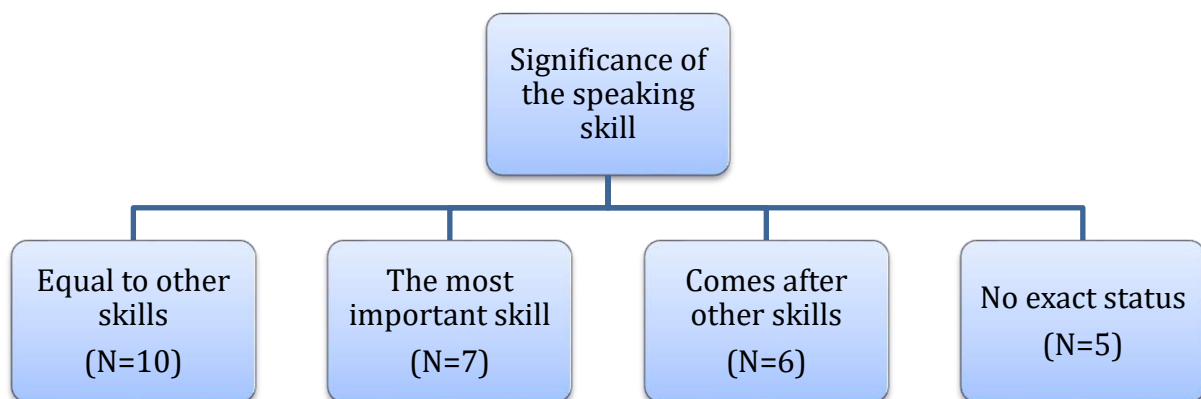 Significance of
the speaking
skill
Equal to other
skills
(N=10)
The most
important skill
(N=7)
Comes after
other skills
(N=6)
No exact status
(N=5)